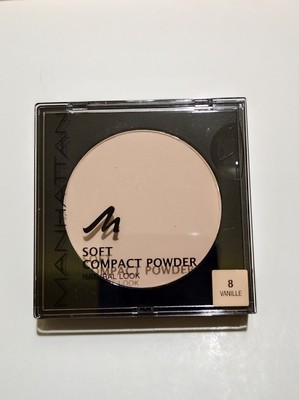 MANHATTAN
M
SOFT
COMPACT POWDER
NATURAL LOOK
8
VANILLE